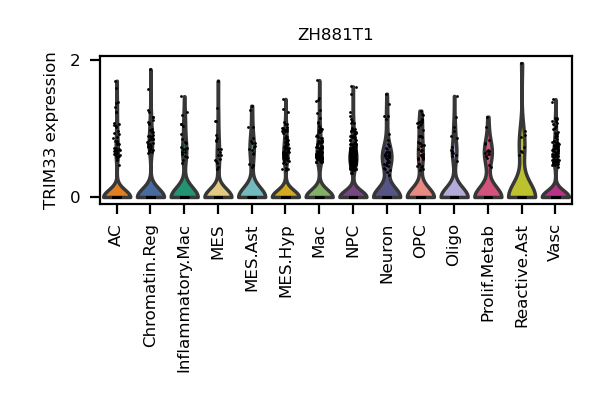 ZH881T1
TRIM33 expression
2
0
AC
Chromatin.Reg
Inflammatory.Mac
MES
MES.Ast
MES.Hyp
Mac
NPC
Neuron
OPC
Oligo
Prolif.Metab
Reactive.Ast
Vasc